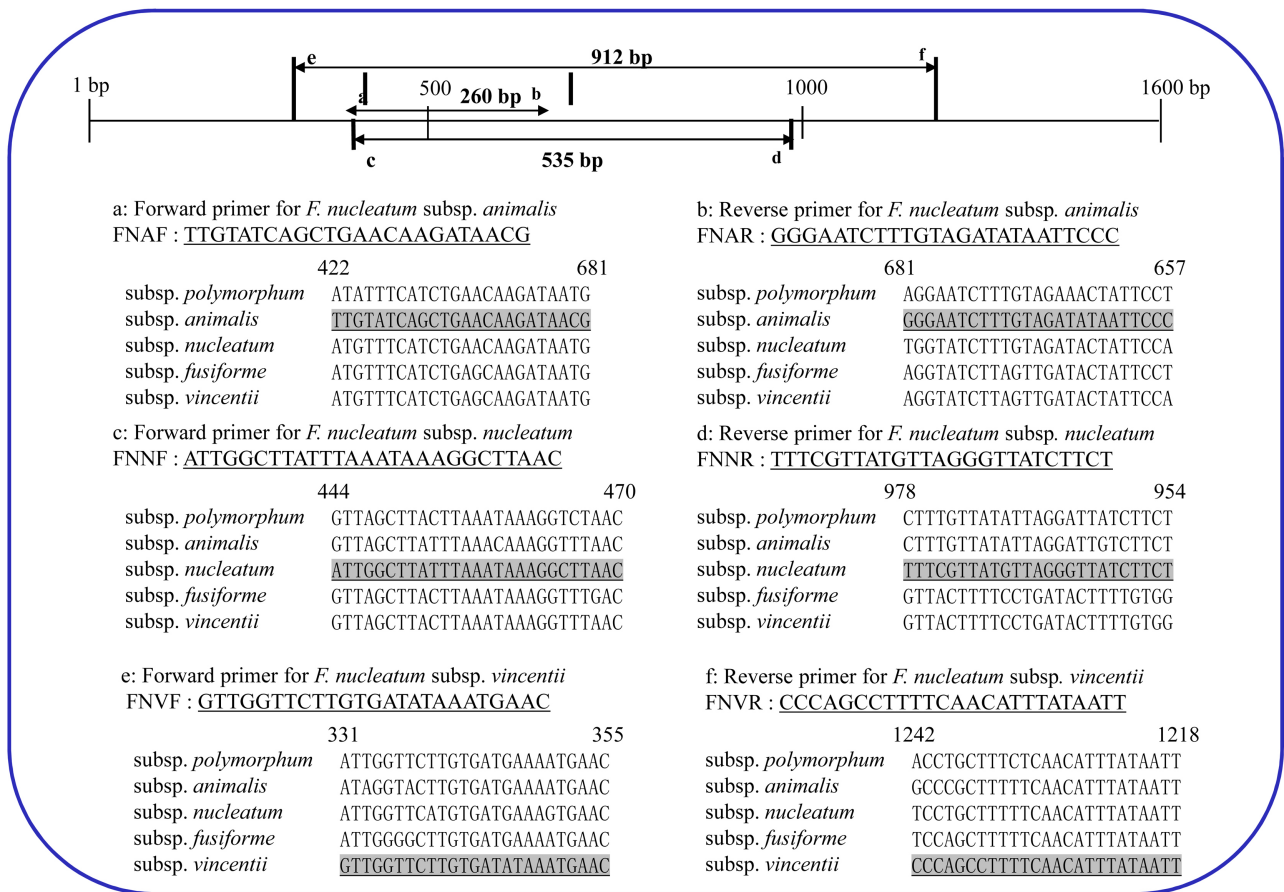 e 912 bp f
1 bp 500 1000 1600 bp
a 260 bp b
c 535 bp d
a: Forward primer for F. nucleatum subsp. animalis
FNAF : TTGTATCAGCTGAACAAGATAACG
422 681
subsp. polymorphum ATATTTCATCTGAACAAGATAATG
subsp. animalis TTGTATCAGCTGAACAAGATAACG
subsp. nucleatum ATGTTTCATCTGAACAAGATAATG
subsp. fusiforme ATGTTTCATCTGAGCAAGATAATG
subsp. vincentii ATGTTTCATCTGAGCAAGATAATG
b: Reverse primer for F. nucleatum subsp. animalis
FNAR : GGGAATCTTTGTAGATATAATTCCC
681 657
subsp. polymorphum AGGAATCTTTGTAGAAACTATTCCT
subsp. animalis GGGAATCTTTGTAGATATAATTCCC
subsp. nucleatum TGGTATCTTTGTAGATACTATTCCA
subsp. fusiforme AGGTATCTTAGTTGATACTATTCCT
subsp. vincentii AGGTATCTTAGTTGATACTATTCCA
c: Forward primer for F. nucleatum subsp. nucleatum
FNNF : ATTGGCTTATTTAAATAAAGGCTTAAC
444 470
subsp. polymorphum GTTAGCTTACTTAAATAAAGGTCTAAC
subsp. animalis GTTAGCTTATTTAAACAAAGGTTTAAC
subsp. nucleatum ATTGGCTTATTTAAATAAAGGCTTAAC
subsp. fusiforme GTTAGCTTACTTAAATAAAGGTTTGAC
subsp. vincentii GTTAGCTTACTTAAATAAAGGTTTAAC
d: Reverse primer for F. nucleatum subsp. nucleatum
FNNR : TTTCGTTATGTTAGGGTTATCTTCT
978 954
subsp. polymorphum CTTTGTTATATTAGGATTATCTTCT
subsp. animalis CTTTGTTATATTAGGATTGTCTTCT
subsp. nucleatum TTTCGTTATGTTAGGGTTATCTTCT
subsp. fusiforme GTTACTTTTCCTGATACTTTTGTGG
subsp. vincentii GTTACTTTTCCTGATACTTTTGTGG
e: Forward primer for F. nucleatum subsp. vincentii
FNVF : GTTGGTTCTTGTGATATAAATGAAC
331 355
subsp. polymorphum ATTGGTTCTTGTGATGAAAATGAAC
subsp. animalis ATAGGTACTTGTGATGAAAATGAAC
subsp. nucleatum ATTGGTTCATGTGATGAAAGTGAAC
subsp. fusiforme ATTGGGGCTTGTGATGAAAATGAAC
subsp. vincentii GTTGGTTCTTGTGATATAAATGAAC
f: Reverse primer for F. nucleatum subsp. vincentii
FNVR : CCCAGCCTTTTCAACATTTATAATT
1242 1218
subsp. polymorphum ACCTGCTTTCTCAACATTTATAATT
subsp. animalis GCCCGCTTTTTCAACATTTATAATT
subsp. nucleatum TCCTGCTTTTTCAACATTTATAATT
subsp. fusiforme TCCAGCTTTTTCAACATTTATAATT
subsp. vincentii CCCAGCCTTTTCAACATTTATAATT